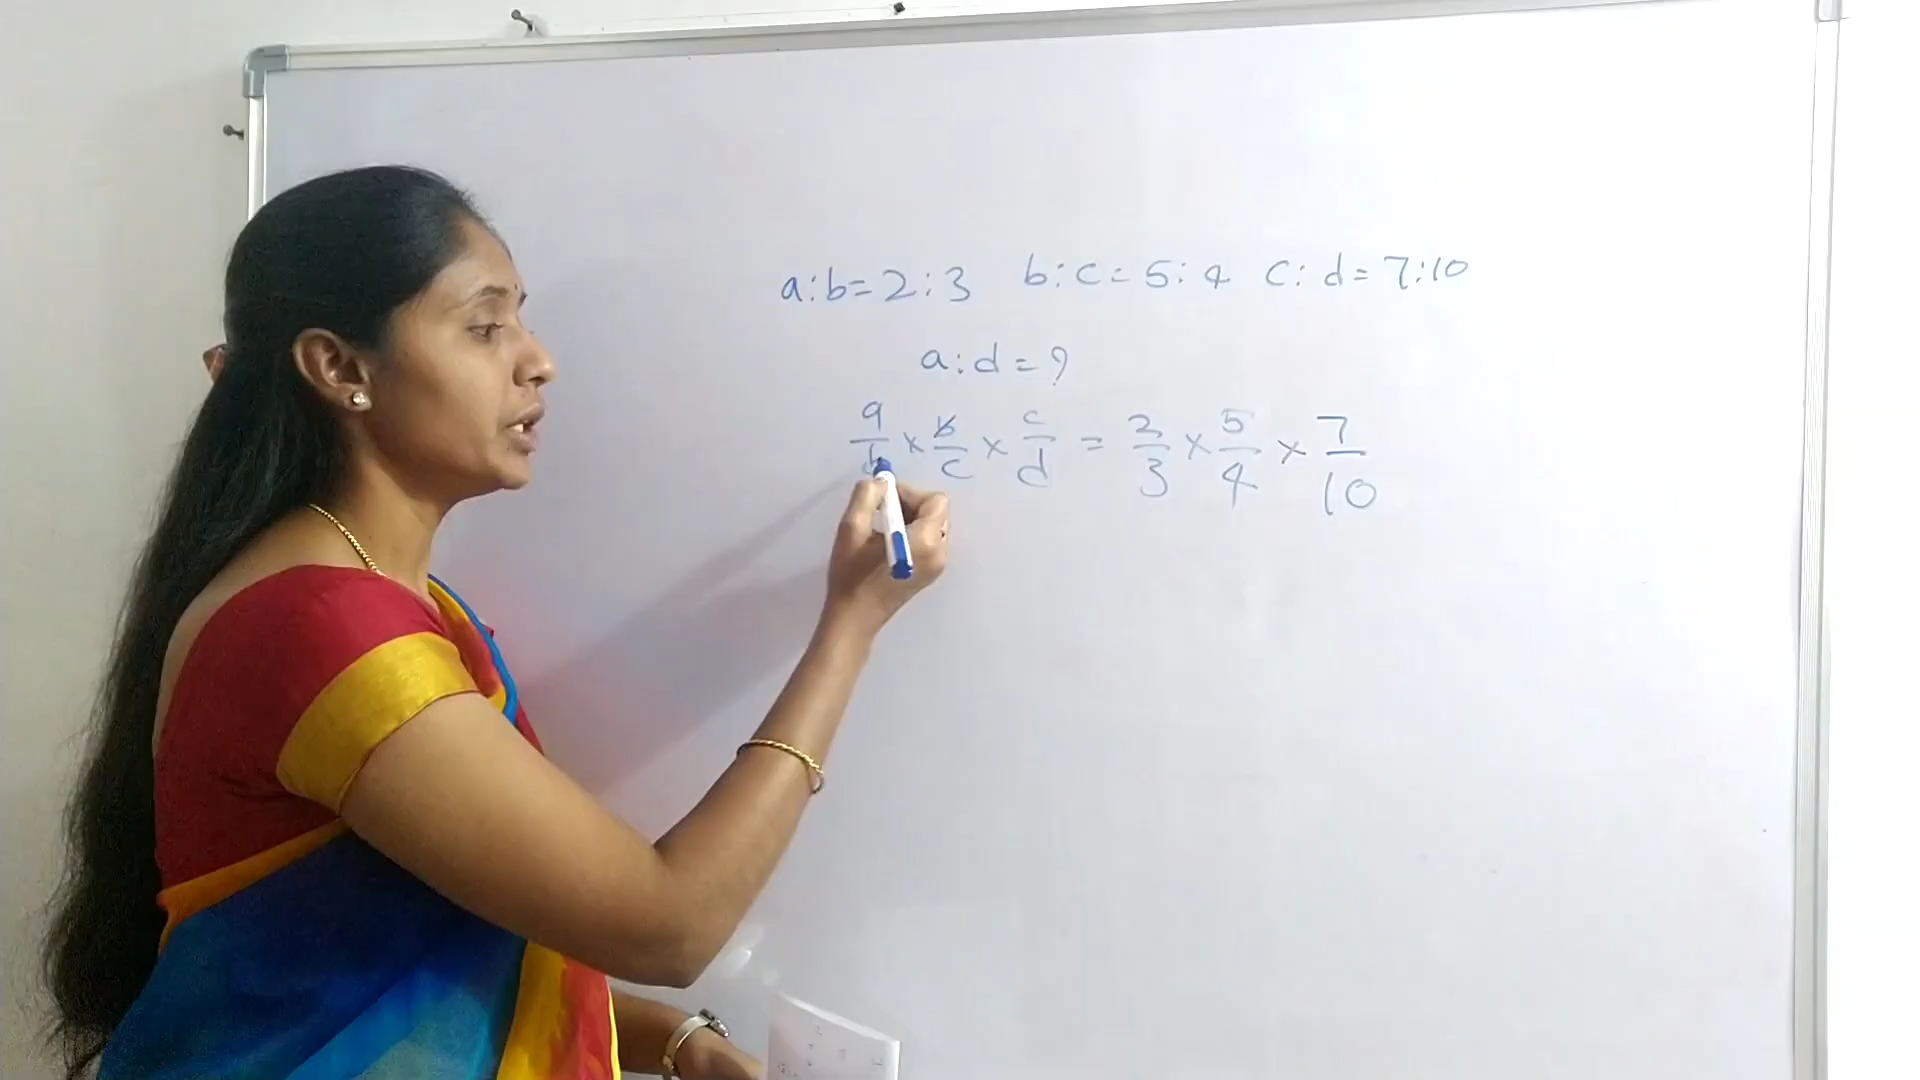 a:b=2:3 b:c=5:4 c:d=7:10
a:d=?
a/b × b/c × c/d = 2/3 × 5/4 × 7/10